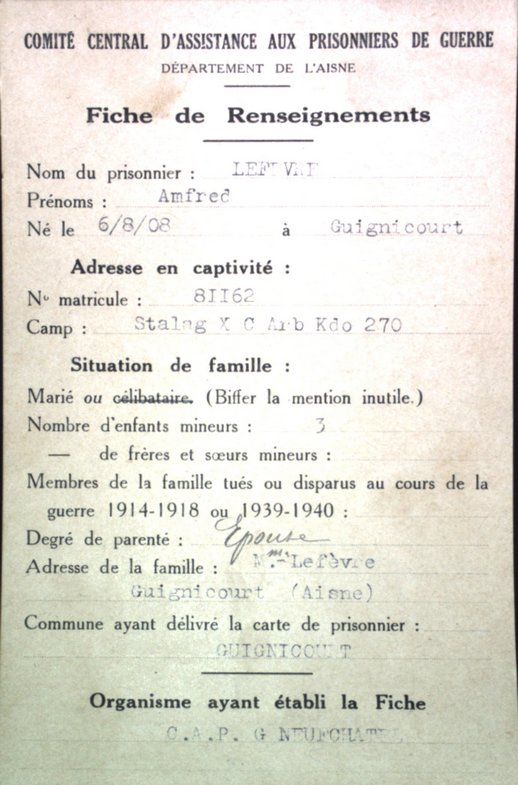 COMITÉ CENTRAL D'ASSISTANCE AUX PRISONNIERS DE GUERRE
DÉPARTEMENT DE L'AISNE
Fiche de Renseignements
Nom du prisonnier : LEFEVRE
Prénoms : Amfred
Né le 6/8/08 à Guignicourt
Adresse en captivité :
No matricule : 8II62
Camp : Stalag X C Arb Kdo 270
Situation de famille :
Marié ou célibataire. (Biffer la mention inutile.)
Nombre d'enfants mineurs : 3
— de frères et sœurs mineurs :
Membres de la famille tués ou disparus au cours de la
guerre 1914-1918 ou 1939-1940 :
Degré de parenté : Epouse
Adresse de la famille : Mme Lefèvre
Guignicourt (Aisne)
Commune ayant délivré la carte de prisonnier :
GUIGNICOURT
Organisme ayant établi la Fiche
C.A.P. G NEUFCHATEL